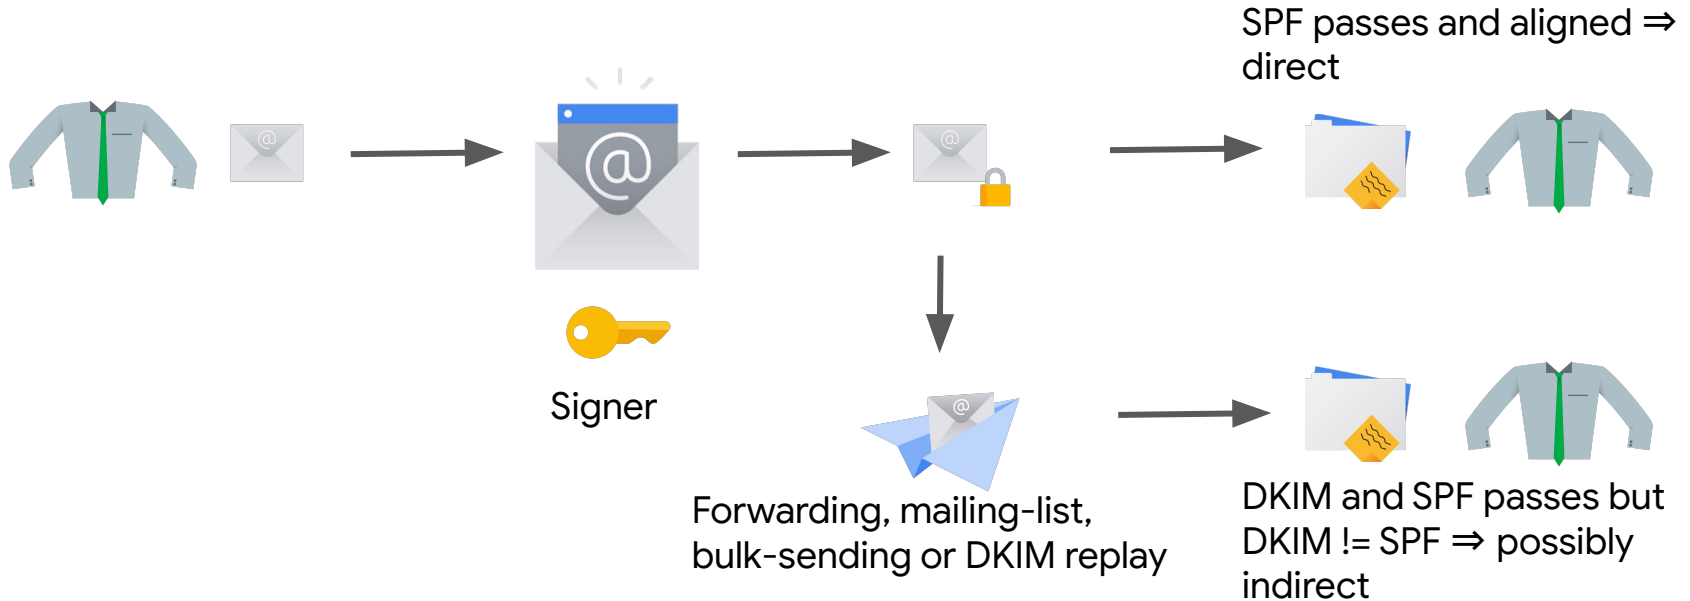 SPF passes and aligned ⇒
direct
@
@
@
Signer
@
Forwarding, mailing-list,
bulk-sending or DKIM replay
DKIM and SPF passes but
DKIM != SPF ⇒ possibly
indirect